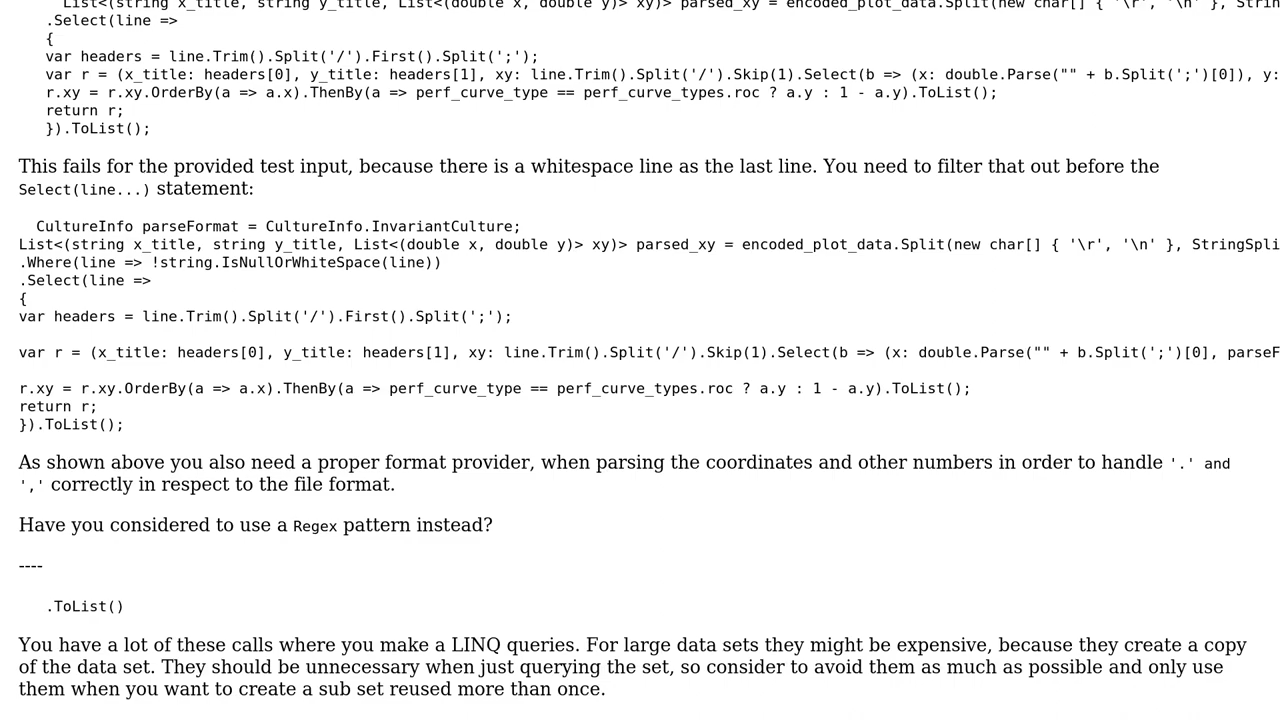 List<(string x_title, string y_title, List<(double x, double y)> xy)> parsed_xy = encoded_plot_data.Split(new char[] { '\r', '\n' },
.Select(line =>
{
var headers = line.Trim().Split('/').First().Split(';');
var r = (x_title: headers[0], y_title: headers[1], xy: line.Trim().Split('/').Skip(1).Select(b => (x: double.Parse("" + b.Split(';')[0]), y:
r.xy = r.xy.OrderBy(a => a.x).ThenBy(a => perf_curve_type == perf_curve_types.roc ? a.y : 1 - a.y).ToList();
return r;
}).ToList();
This fails for the provided test input, because there is a whitespace line as the last line. You need to filter that out before the
Select(line...) statement:
CultureInfo parseFormat = CultureInfo.InvariantCulture;
List<(string x_title, string y_title, List<(double x, double y)> xy)> parsed_xy = encoded_plot_data.Split(new char[] { '\r', '\n' }, StringSpli
.Where(line => !string.IsNullOrWhiteSpace(line))
.Select(line =>
{
var headers = line.Trim().Split('/').First().Split(';');
var r = (x_title: headers[0], y_title: headers[1], xy: line.Trim().Split('/').Skip(1).Select(b => (x: double.Parse("" + b.Split(';')[0], parseF
r.xy = r.xy.OrderBy(a => a.x).ThenBy(a => perf_curve_type == perf_curve_types.roc ? a.y : 1 - a.y).ToList();
return r;
}).ToList();
As shown above you also need a proper format provider, when parsing the coordinates and other numbers in order to handle '.' and
',' correctly in respect to the file format.
Have you considered to use a Regex pattern instead?
----
.ToList()
You have a lot of these calls where you make a LINQ queries. For large data sets they might be expensive, because they create a copy
of the data set. They should be unnecessary when just querying the set, so consider to avoid them as much as possible and only use
them when you want to create a sub set reused more than once.